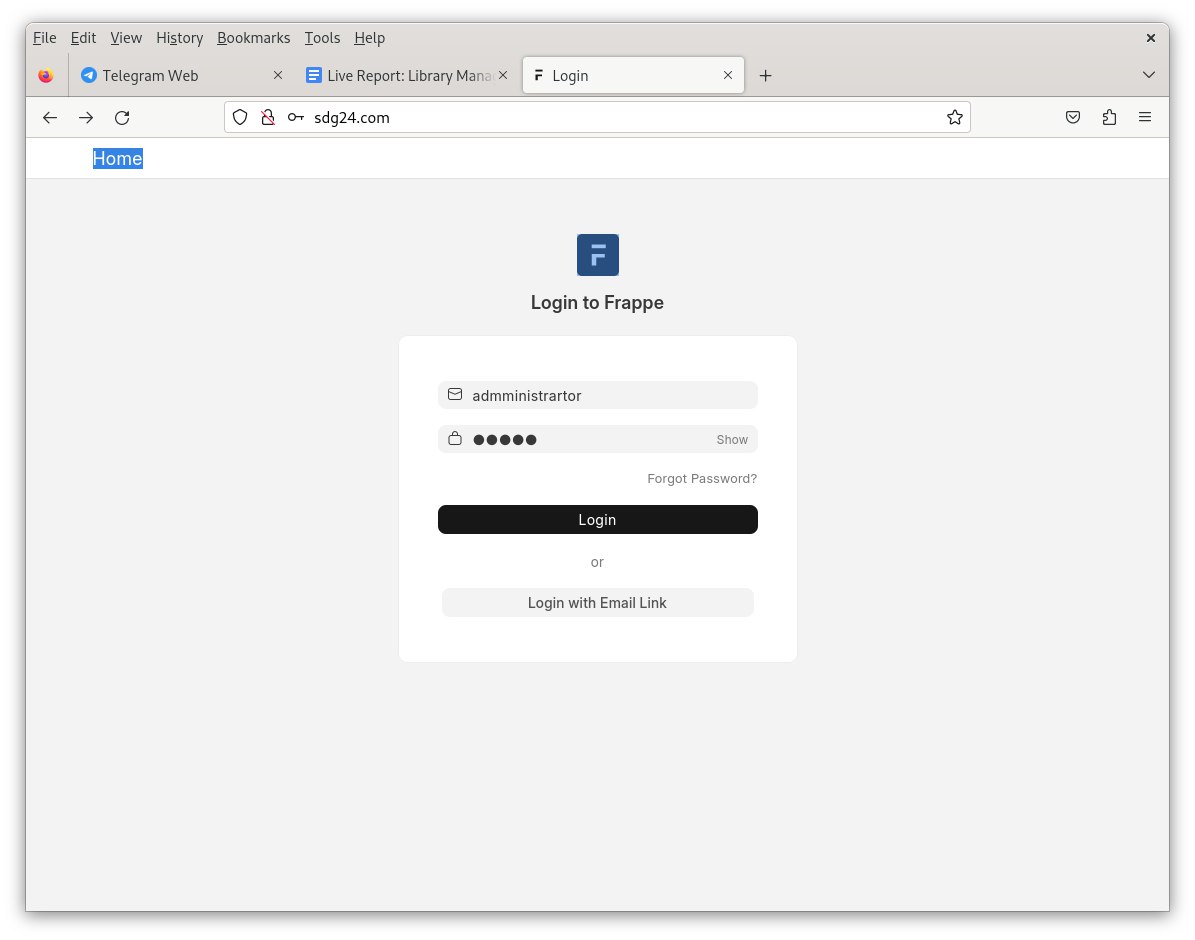 File Edit View History Bookmarks Tools Help
Telegram Web Live Report: Library Mana Login
sdg24.com
Home
Login to Frappe
admministrartor
●●●●● Show
Forgot Password?
Login
or
Login with Email Link